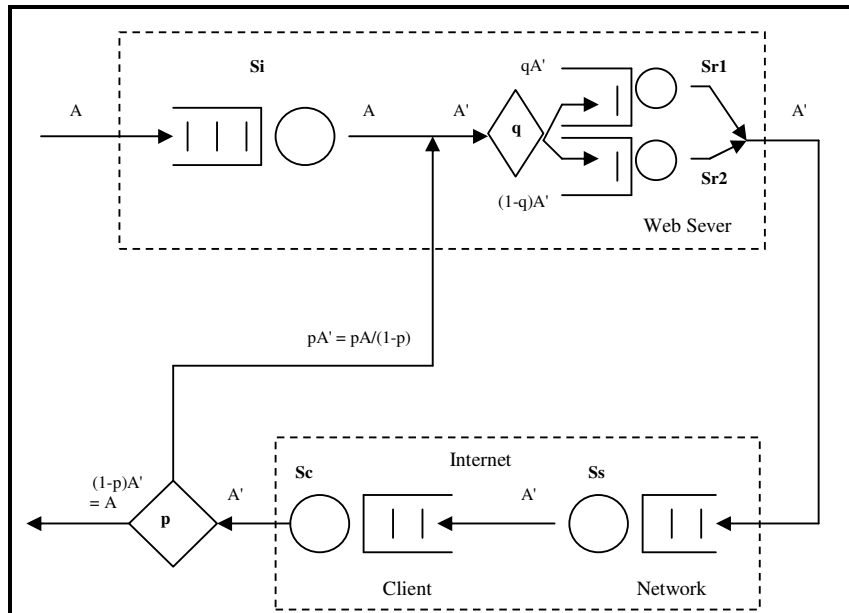 Si
A
A
A'
q
qA'
Sr1
A'
Sr2
(1-q)A'
Web Sever
pA' = pA/(1-p)
Internet
Sc
Ss
(1-p)A'
= A
A'
A'
p
Client
Network